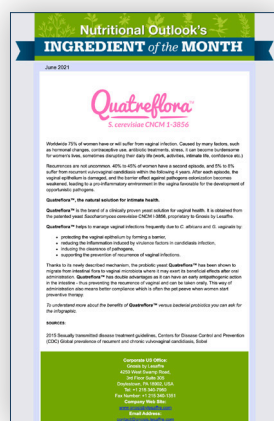 Nutritional Outlook's
INGREDIENT of the MONTH
June 2021
Quatreflora™
S. cerevisiae CNCM I-3856
Worldwide 75% of women have or will suffer from vaginal infection. Caused by many factors, such
as hormonal changes, contraceptive use, antibiotic treatments, stress, it can become burdensome
for women's lives, sometimes disrupting their daily life (work, activities, intimate life, confidence etc.)
Recurrences are not uncommon. 40% to 45% of women have a second episode, and 5% to 8%
suffer from recurrent vulvovaginal candidiasis within the following 4 years. After each episode, the
vaginal epithelium is damaged, and the barrier effect against pathogens colonization becomes
weakened, leading to a pro-inflammatory environment in the vagina favorable for the development of
opportunistic pathogens.
Quatreflora™, the natural solution for intimate health.
Quatreflora™ is the brand of a clinically proven yeast solution for vaginal health. It is obtained from
the patented yeast Saccharomyces cerevisiae CNCM I-3856, proprietary to Gnosis by Lesaffre.
Quatreflora™ helps to manage vaginal infections frequently due to C. albicans and G. vaginalis by:
• protecting the vaginal epithelium by forming a barrier,
• reducing the inflammation induced by virulence factors in candidiasis infection,
• inducing the clearance of pathogens,
• supporting the prevention of recurrence of vaginal infections.
Thanks to its newly described mechanism, the probiotic yeast Quatreflora™ has been shown to
migrate from intestinal flora to vaginal microbiota where it may exert its beneficial effects after oral
administration. Quatreflora™ has double advantages as it can have an early antipathogenic action
in the intestine - thus preventing the recurrence of vaginal and can be taken orally. This way of
administration also means better compliance which is often the pet peeve when women start
preventive therapy
To understand more about the benefits of Quatreflora™ versus bacterial probiotics you can ask for
the infographic.
SOURCES:
2015 Sexually transmitted disease treatment guidelines, Centers for Disease Control and Prevention
(CDC) Global prevalence of recurrent and chronic vulvovaginal candidiasis, Sobel
Corporate US Office:
Gnosis by Lesaffre
4259 West Swamp Road,
3rd Floor Suite 305
Doylestown, PA 18902, USA
Company Web Site:
Email Address: